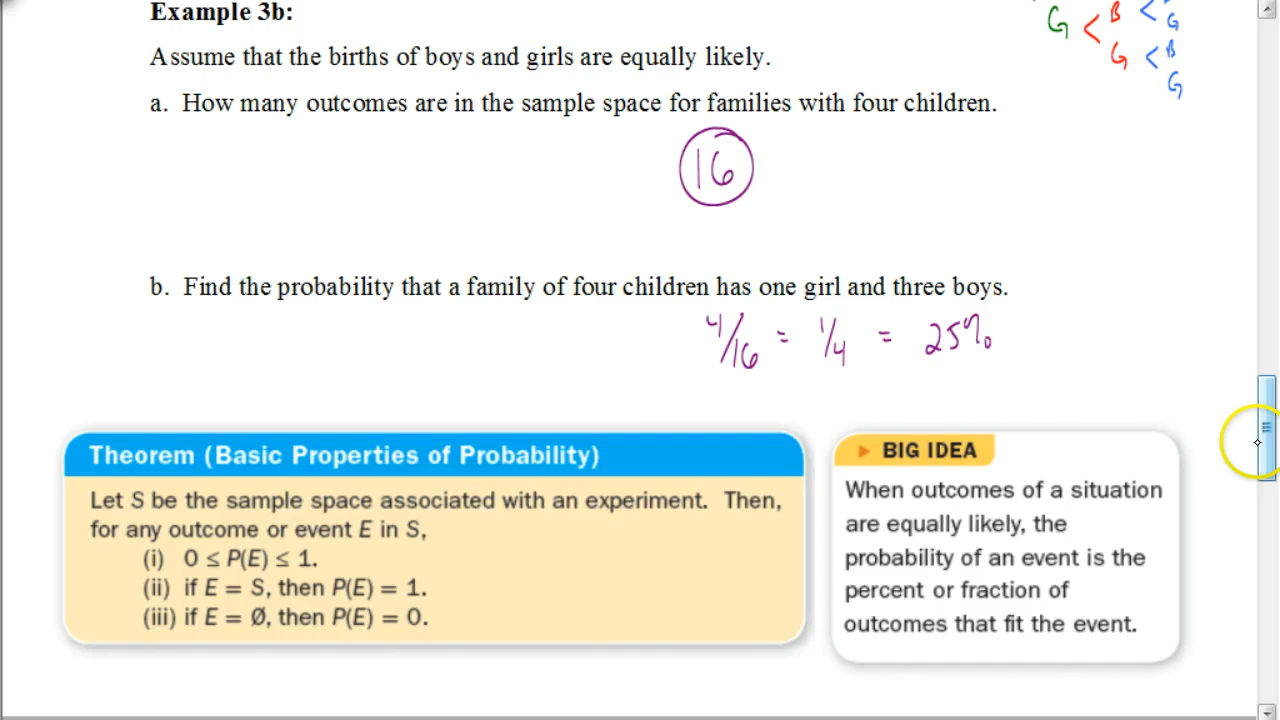 Example 3b:
G < B < G
G < B
G
Assume that the births of boys and girls are equally likely.
a. How many outcomes are in the sample space for families with four children.
16
b. Find the probability that a family of four children has one girl and three boys.
4/16 = 1/4 = 25%
Theorem (Basic Properties of Probability)
Let S be the sample space associated with an experiment. Then,
for any outcome or event E in S,
(i) 0 ≤ P(E) ≤ 1.
(ii) if E = S, then P(E) = 1.
(iii) if E = Ø, then P(E) = 0.
BIG IDEA
When outcomes of a situation
are equally likely, the
probability of an event is the
percent or fraction of
outcomes that fit the event.